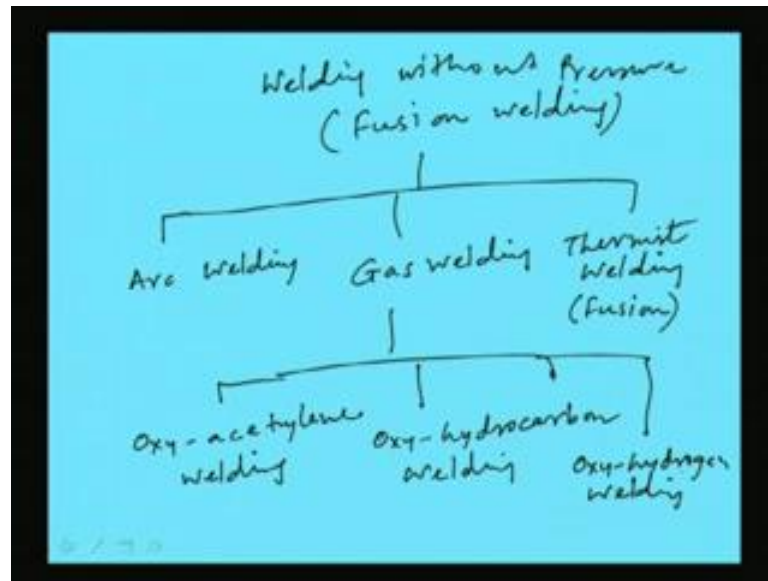 Welding without Pressure
(Fusion welding)
Arc welding
Gas welding
Thermit
welding
(Fusion)
Oxy-acetylene
welding
Oxy-hydrocarbon
welding
Oxy-hydrogen
welding